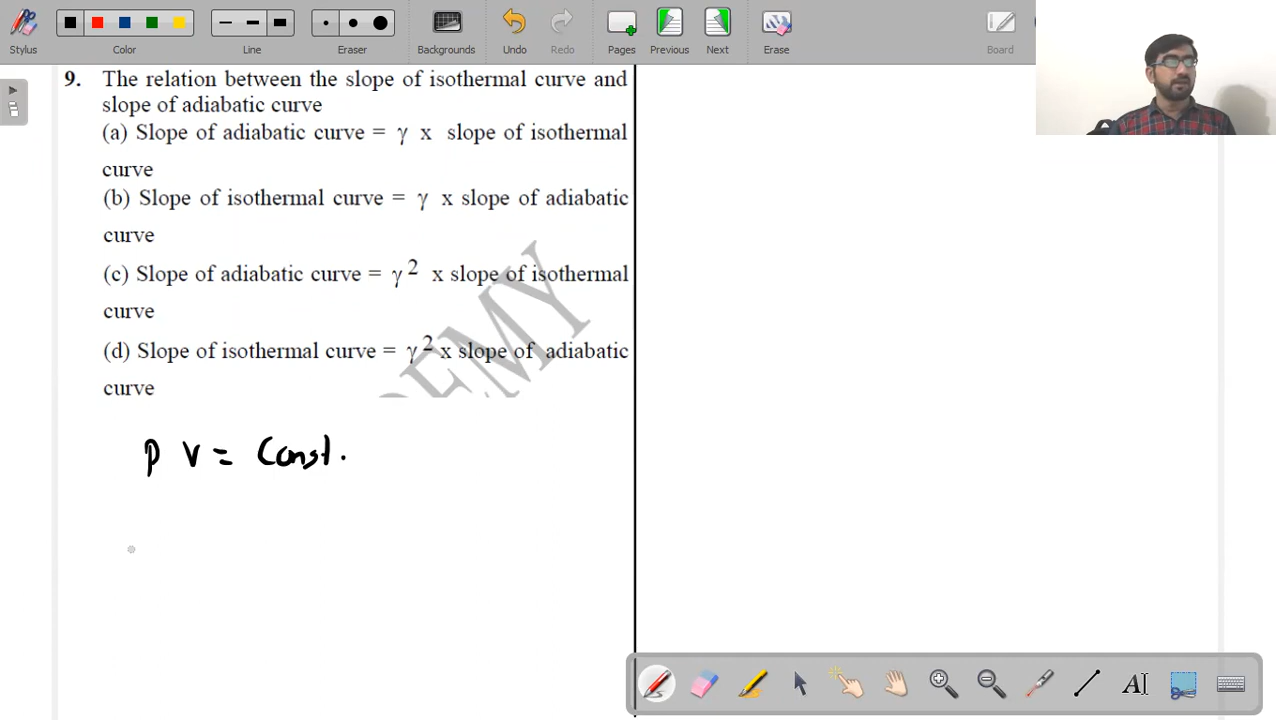 Stylus Color Line Eraser Backgrounds Undo Redo Pages Previous Next Erase Board
9. The relation between the slope of isothermal curve and
slope of adiabatic curve
(a) Slope of adiabatic curve = γ x slope of isothermal
curve
(b) Slope of isothermal curve = γ x slope of adiabatic
curve
(c) Slope of adiabatic curve = γ² x slope of isothermal
curve
(d) Slope of isothermal curve = γ² x slope of adiabatic
curve
EMY
P V = Const.